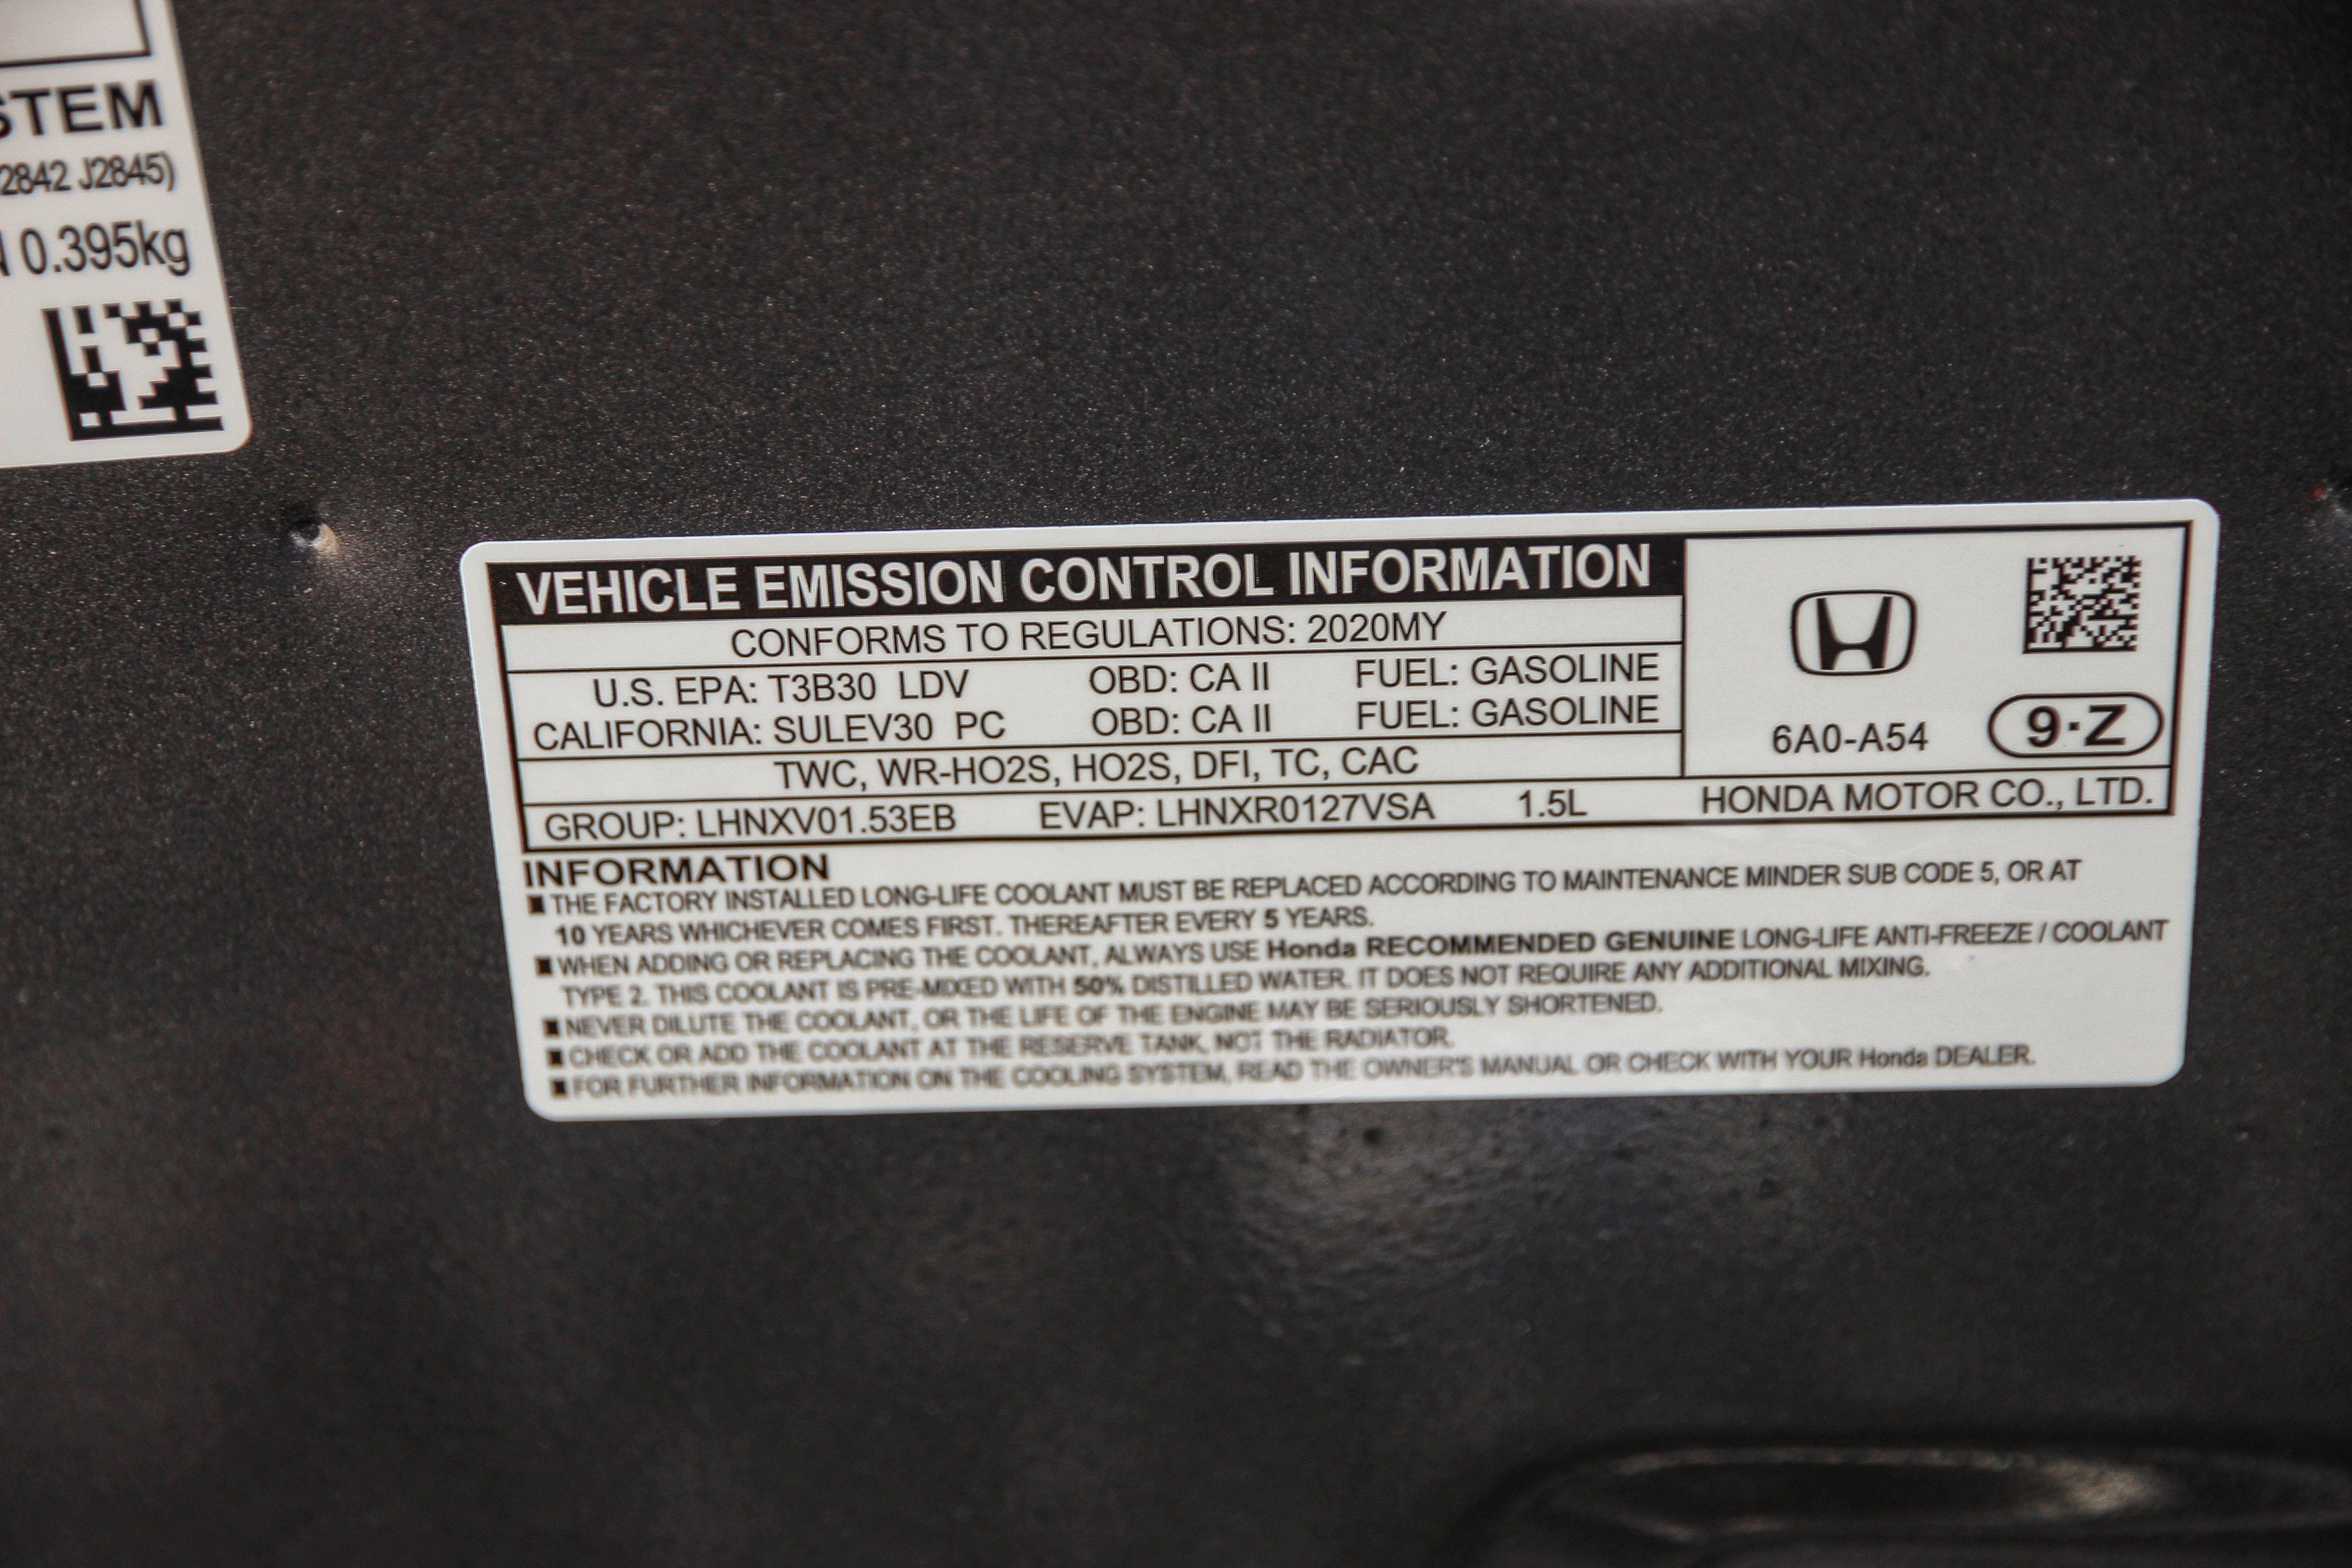 STEM
2842 J2845)
0.395kg
VEHICLE EMISSION CONTROL INFORMATION
CONFORMS TO REGULATIONS: 2020MY
U.S. EPA: T3B30 LDV OBD: CA II FUEL: GASOLINE
CALIFORNIA: SULEV30 PC OBD: CA II FUEL: GASOLINE
TWC, WR-HO2S, HO2S, DFI, TC, CAC
6A0-A54 9·Z
GROUP: LHNXV01.53EB EVAP: LHNXR0127VSA 1.5L HONDA MOTOR CO., LTD.
INFORMATION
■ THE FACTORY INSTALLED LONG-LIFE COOLANT MUST BE REPLACED ACCORDING TO MAINTENANCE MINDER SUB CODE 5, OR AT
10 YEARS WHICHEVER COMES FIRST. THEREAFTER EVERY 5 YEARS.
■ WHEN ADDING OR REPLACING THE COOLANT, ALWAYS USE Honda RECOMMENDED GENUINE LONG-LIFE ANTI-FREEZE / COOLANT
TYPE 2. THIS COOLANT IS PRE-MIXED WITH 50% DISTILLED WATER. IT DOES NOT REQUIRE ANY ADDITIONAL MIXING.
■ NEVER DILUTE THE COOLANT, OR THE LIFE OF THE ENGINE MAY BE SERIOUSLY SHORTENED.
■ CHECK OR ADD THE COOLANT AT THE RESERVE TANK, NOT THE RADIATOR.
■ FOR FURTHER INFORMATION ON THE COOLING SYSTEM, READ THE OWNER'S MANUAL OR CHECK WITH YOUR Honda DEALER.